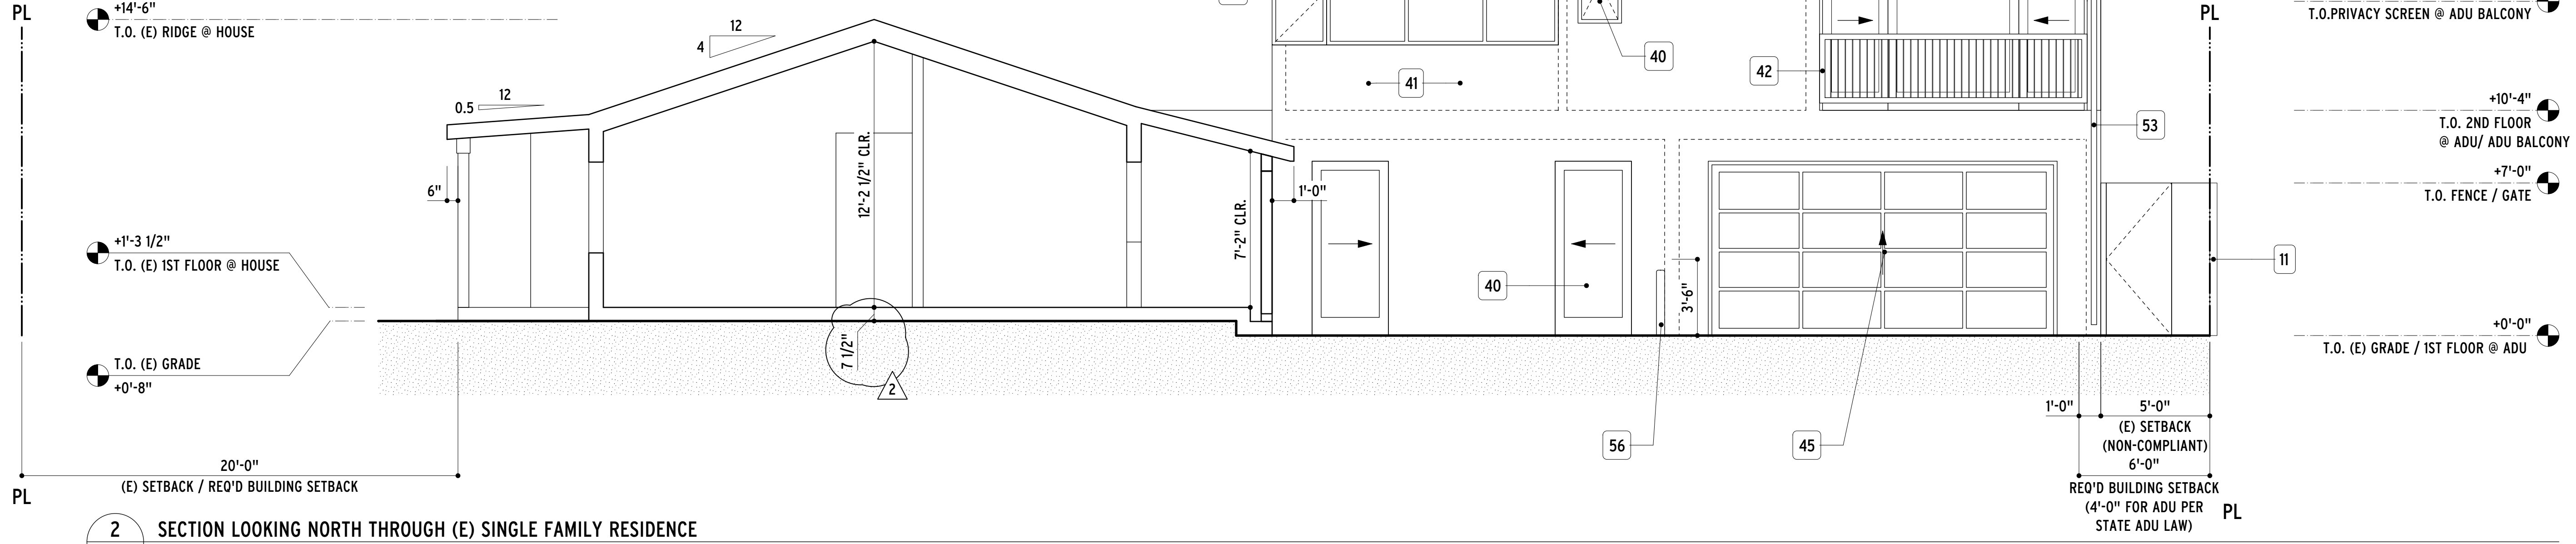 PL
+14'-6"
T.O. (E) RIDGE @ HOUSE
12
4
12
0.5
40
41
42
PL
T.O.PRIVACY SCREEN @ ADU BALCONY
+10'-4"
T.O. 2ND FLOOR
@ ADU/ ADU BALCONY
53
+7'-0"
T.O. FENCE / GATE
6"
12'-2 1/2" CLR.
7'-2" CLR.
1'-0"
+1'-3 1/2"
T.O. (E) 1ST FLOOR @ HOUSE
40
3'-6"
11
+0'-0"
T.O. (E) GRADE / 1ST FLOOR @ ADU
T.O. (E) GRADE
+0'-8"
7 1/2"
2
56
45
1'-0"
5'-0"
(E) SETBACK
(NON-COMPLIANT)
6'-0"
REQ'D BUILDING SETBACK
(4'-0" FOR ADU PER
STATE ADU LAW)
PL
20'-0"
(E) SETBACK / REQ'D BUILDING SETBACK
PL
2
SECTION LOOKING NORTH THROUGH (E) SINGLE FAMILY RESIDENCE